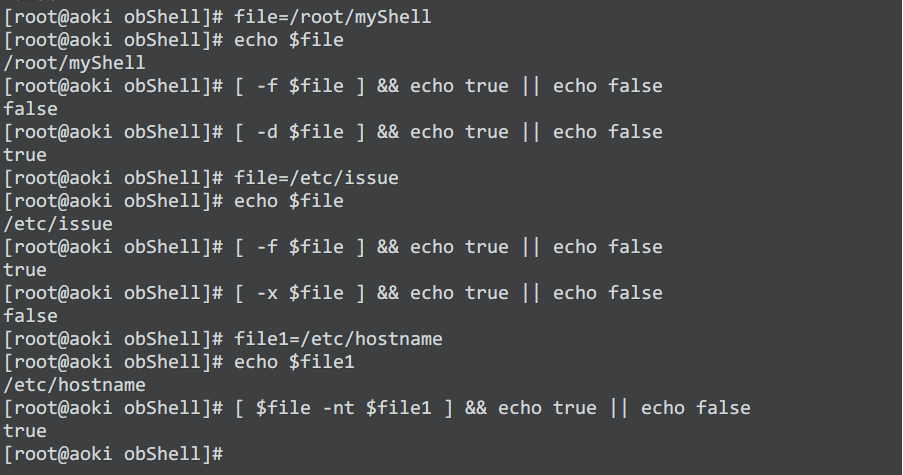 [root@aoki obShell]# file=/root/myShell
[root@aoki obShell]# echo $file
/root/myShell
[root@aoki obShell]# [ -f $file ] && echo true || echo false
false
[root@aoki obShell]# [ -d $file ] && echo true || echo false
true
[root@aoki obShell]# file=/etc/issue
[root@aoki obShell]# echo $file
/etc/issue
[root@aoki obShell]# [ -f $file ] && echo true || echo false
true
[root@aoki obShell]# [ -x $file ] && echo true || echo false
false
[root@aoki obShell]# file1=/etc/hostname
[root@aoki obShell]# echo $file1
/etc/hostname
[root@aoki obShell]# [ $file -nt $file1 ] && echo true || echo false
true
[root@aoki obShell]#